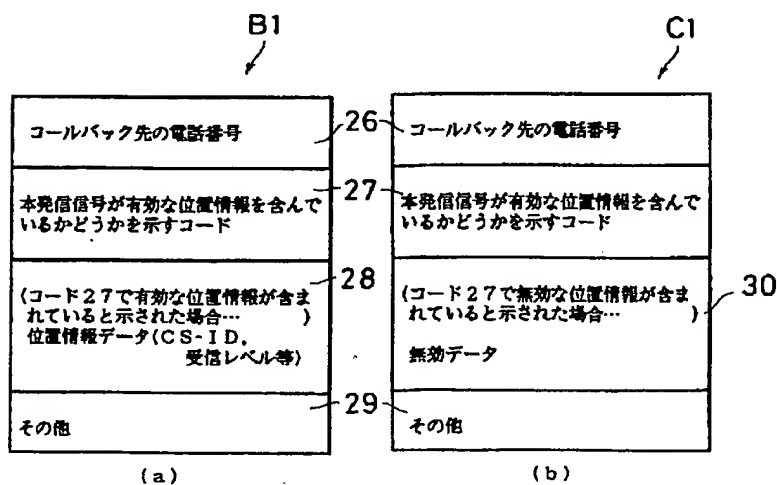 B1
C1
コールバック先の電話番号
26
コールバック先の電話番号
本発信信号が有効な位置情報を含んで
いるかどうかを示すコード
27
本発信信号が有効な位置情報を含んで
いるかどうかを示すコード
(コード27で有効な位置情報が含ま
れていると示された場合… )
位置情報データ(CS-ID,
受信レベル等)
28
(コード27で無効な位置情報が含ま
れていると示された場合… )
無効データ
30
その他
29
その他
(a)
(b)